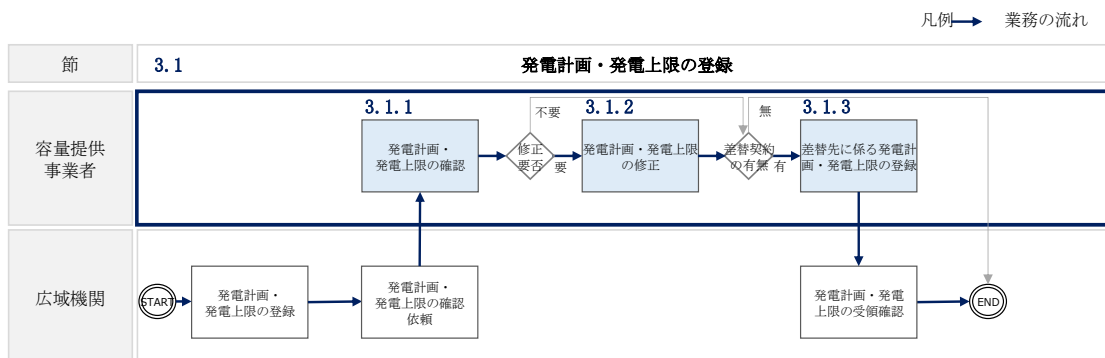 凡例 業務の流れ
節 3.1 発電計画・発電上限の登録
容量提供
事業者
3.1.1
発電計画・
発電上限の確認
修正
要否
不要
要
3.1.2
発電計画・発電上限
の修正
差替契約
の有無
無
有
3.1.3
差替先に係る発電計
画・発電上限の登録
広域機関
START
発電計画・
発電上限の登録
発電計画・
発電上限の確認
依頼
発電計画・発電
上限の受領確認
END